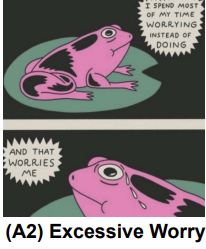 I SPEND MOST
OF MY TIME
WORRYING
INSTEAD OF
DOING
AND THAT
WORRIES
ME
(A2) Excessive Worry